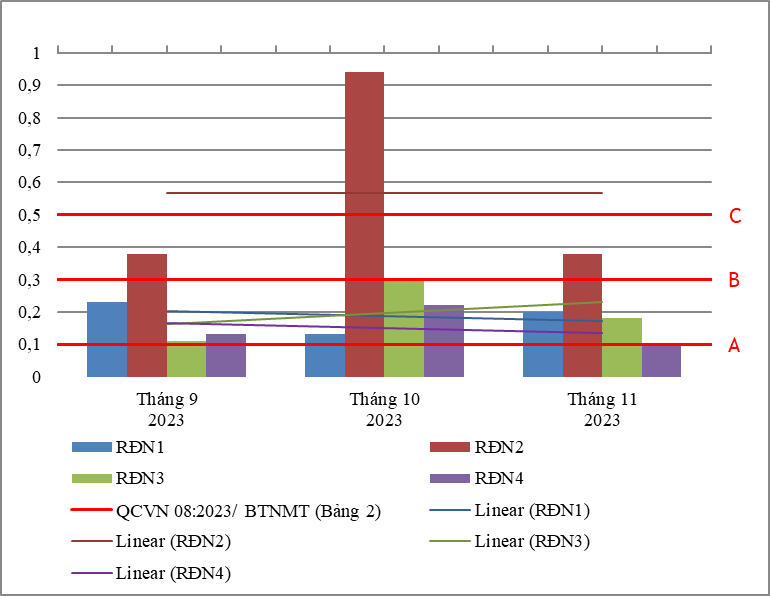 1
0,9
0,8
0,7
0,6
0,5
C
0,4
0,3
B
0,2
0,1
A
0
Tháng 9
2023
Tháng 10
2023
Tháng 11
2023
RĐN1
RĐN2
RĐN3
RĐN4
QCVN 08:2023/ BTNMT (Bảng 2)
Linear (RĐN1)
Linear (RĐN2)
Linear (RĐN3)
Linear (RĐN4)